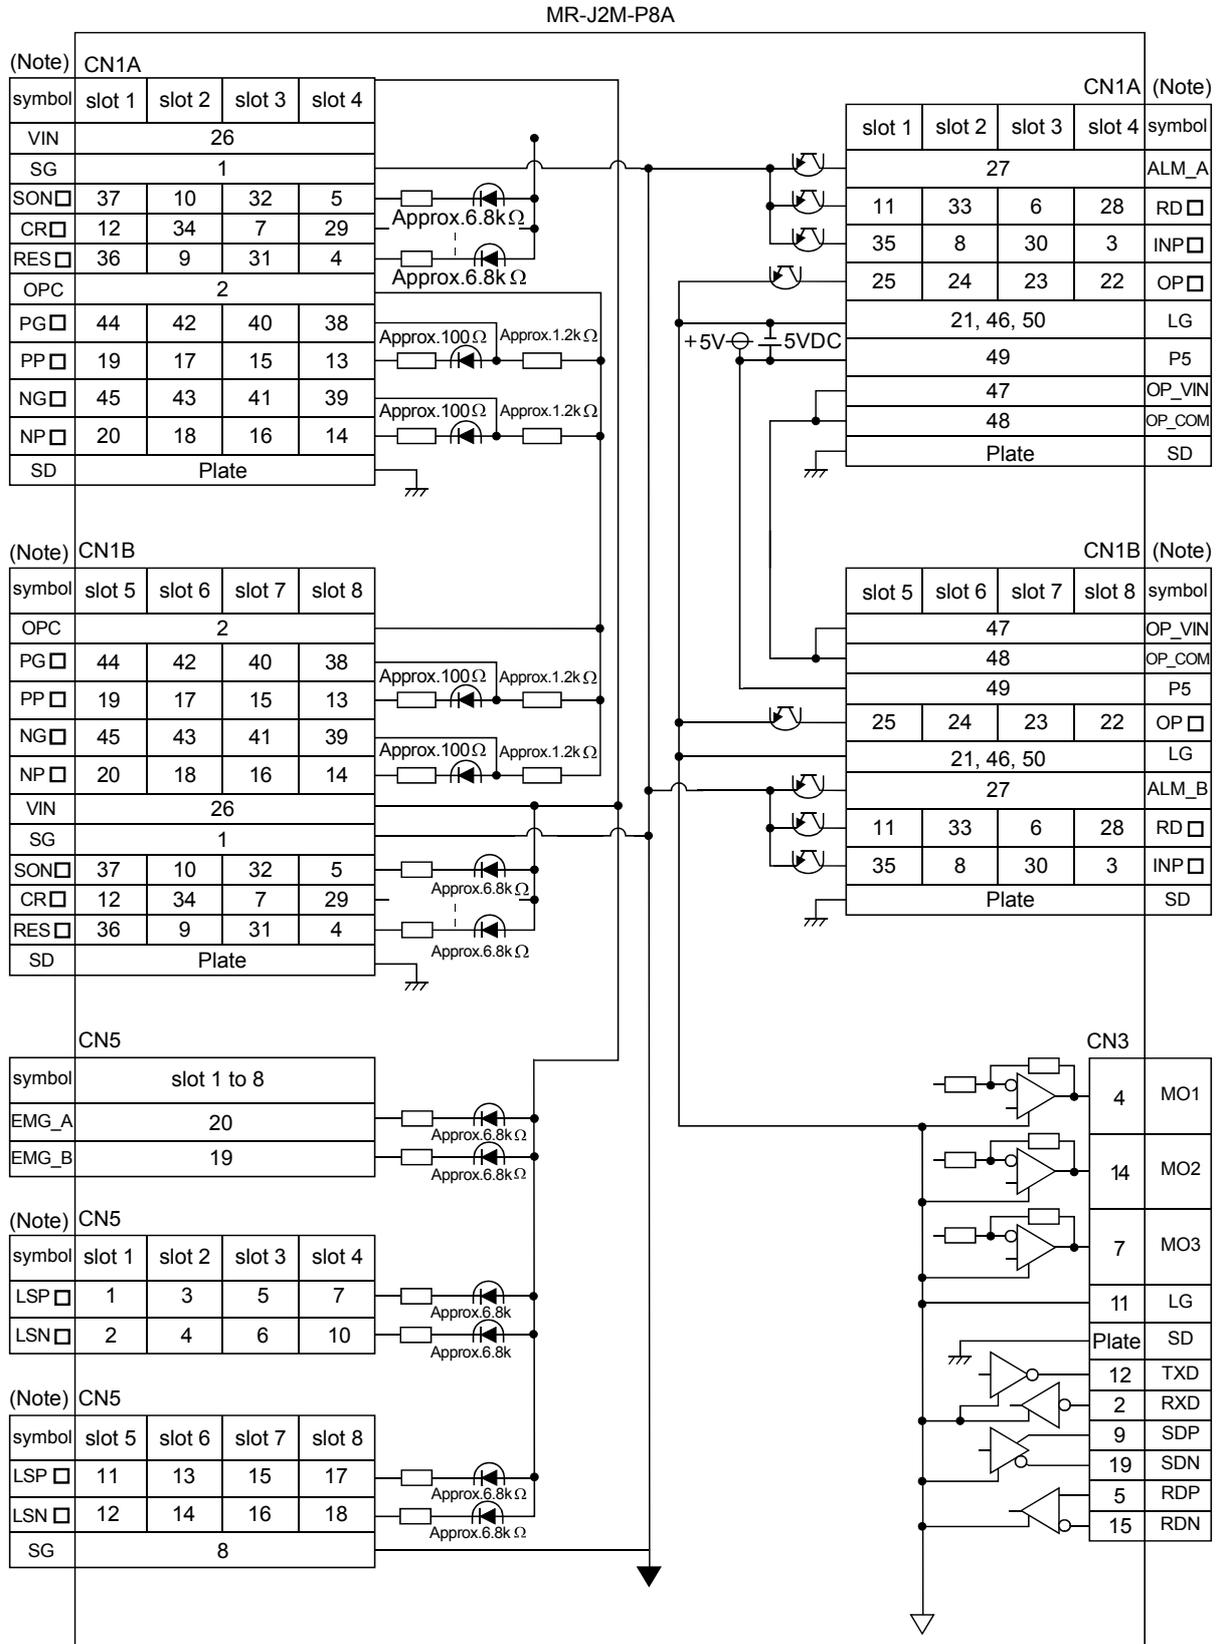 MR-J2M-P8A
(Note) CN1A
symbol slot 1 slot 2 slot 3 slot 4
VIN 26
SG 1
SON□ 37 10 32 5
CR□ 12 34 7 29
RES□ 36 9 31 4
OPC 2
PG□ 44 42 40 38
PP□ 19 17 15 13
NG□ 45 43 41 39
NP□ 20 18 16 14
SD Plate
Approx.6.8kΩ
Approx.6.8kΩ
Approx.100Ω Approx.1.2kΩ
Approx.100Ω Approx.1.2kΩ
CN1A (Note)
slot 1 slot 2 slot 3 slot 4 symbol
27 ALM_A
11 33 6 28 RD□
35 8 30 3 INP□
25 24 23 22 OP□
21, 46, 50 LG
49 P5
47 OP_VIN
48 OP_COM
Plate SD
+5V 5VDC
(Note) CN1B
symbol slot 5 slot 6 slot 7 slot 8
OPC 2
PG□ 44 42 40 38
PP□ 19 17 15 13
NG□ 45 43 41 39
NP□ 20 18 16 14
VIN 26
SG 1
SON□ 37 10 32 5
CR□ 12 34 7 29
RES□ 36 9 31 4
SD Plate
Approx.100Ω Approx.1.2kΩ
Approx.100Ω Approx.1.2kΩ
Approx.6.8kΩ
Approx.6.8kΩ
CN1B (Note)
slot 5 slot 6 slot 7 slot 8 symbol
47 OP_VIN
48 OP_COM
49 P5
25 24 23 22 OP□
21, 46, 50 LG
27 ALM_B
11 33 6 28 RD□
35 8 30 3 INP□
Plate SD
CN5
symbol slot 1 to 8
EMG_A 20
EMG_B 19
Approx.6.8kΩ
Approx.6.8kΩ
(Note) CN5
symbol slot 1 slot 2 slot 3 slot 4
LSP□ 1 3 5 7
LSN□ 2 4 6 10
Approx.6.8k
Approx.6.8k
(Note) CN5
symbol slot 5 slot 6 slot 7 slot 8
LSP□ 11 13 15 17
LSN□ 12 14 16 18
SG 8
Approx.6.8kΩ
Approx.6.8kΩ
CN3
4 MO1
14 MO2
7 MO3
11 LG
Plate SD
12 TXD
2 RXD
9 SDP
19 SDN
5 RDP
15 RDN